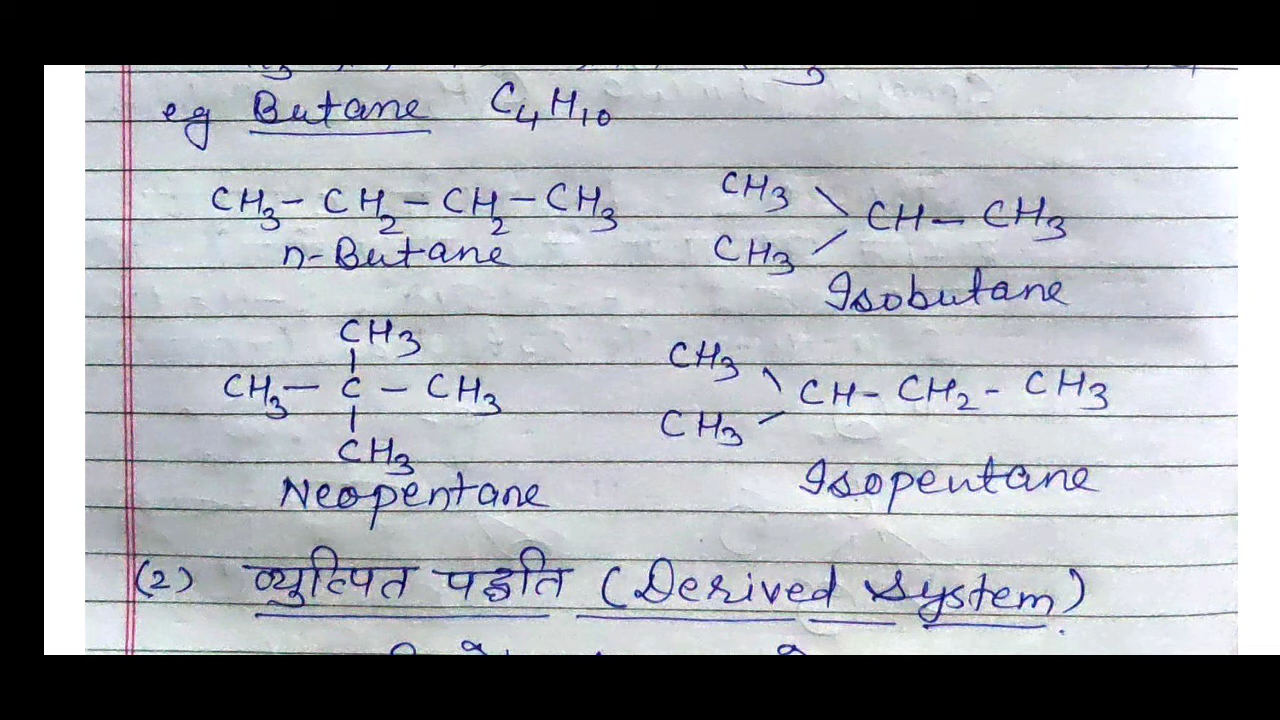 eg Butane C4H10
CH3 - CH2 - CH2 - CH3
n-Butane
CH3
CH3
CH - CH3
Isobutane
CH3
CH3 - C - CH3
CH3
Neopentane
CH3
CH3
CH - CH2 - CH3
Isopentane
(2) व्युत्पित पद्धति (Derived System)